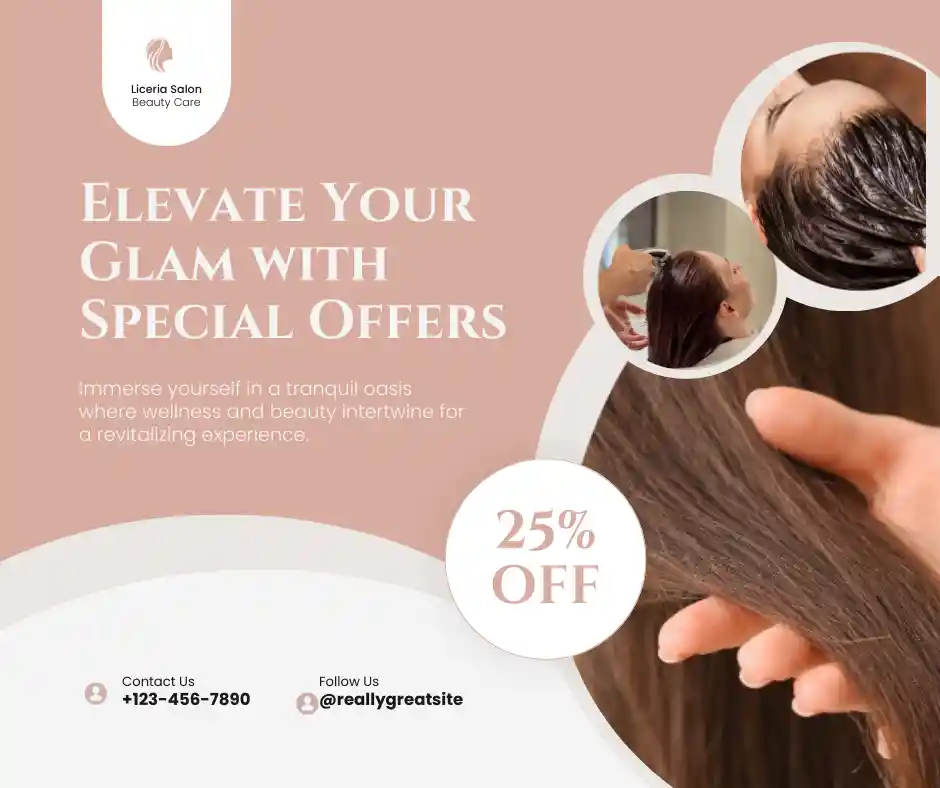 Liceria Salon
Beauty Care
Elevate Your
Glam with
Special Offers
Immerse yourself in a tranquil oasis
where wellness and beauty intertwine for
a revitalizing experience.
25%
OFF
Contact Us
+123-456-7890
Follow Us
@reallygreatsite